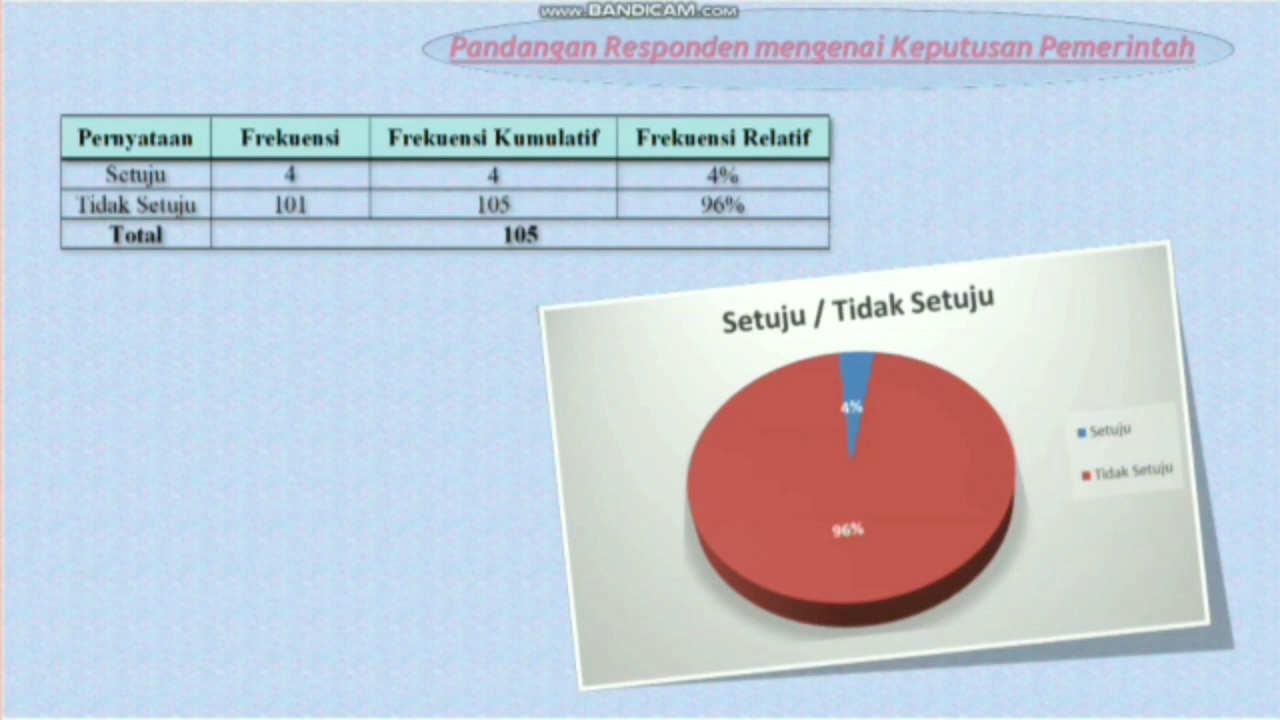 WWW.BANDICAM.COM
Pandangan Responden mengenai Keputusan Pemerintah
Pernyataan Frekuensi Frekuensi Kumulatif Frekuensi Relatif
Setuju 4 4 4%
Tidak Setuju 101 105 96%
Total 105
Setuju / Tidak Setuju
4%
Setuju
Tidak Setuju
96%